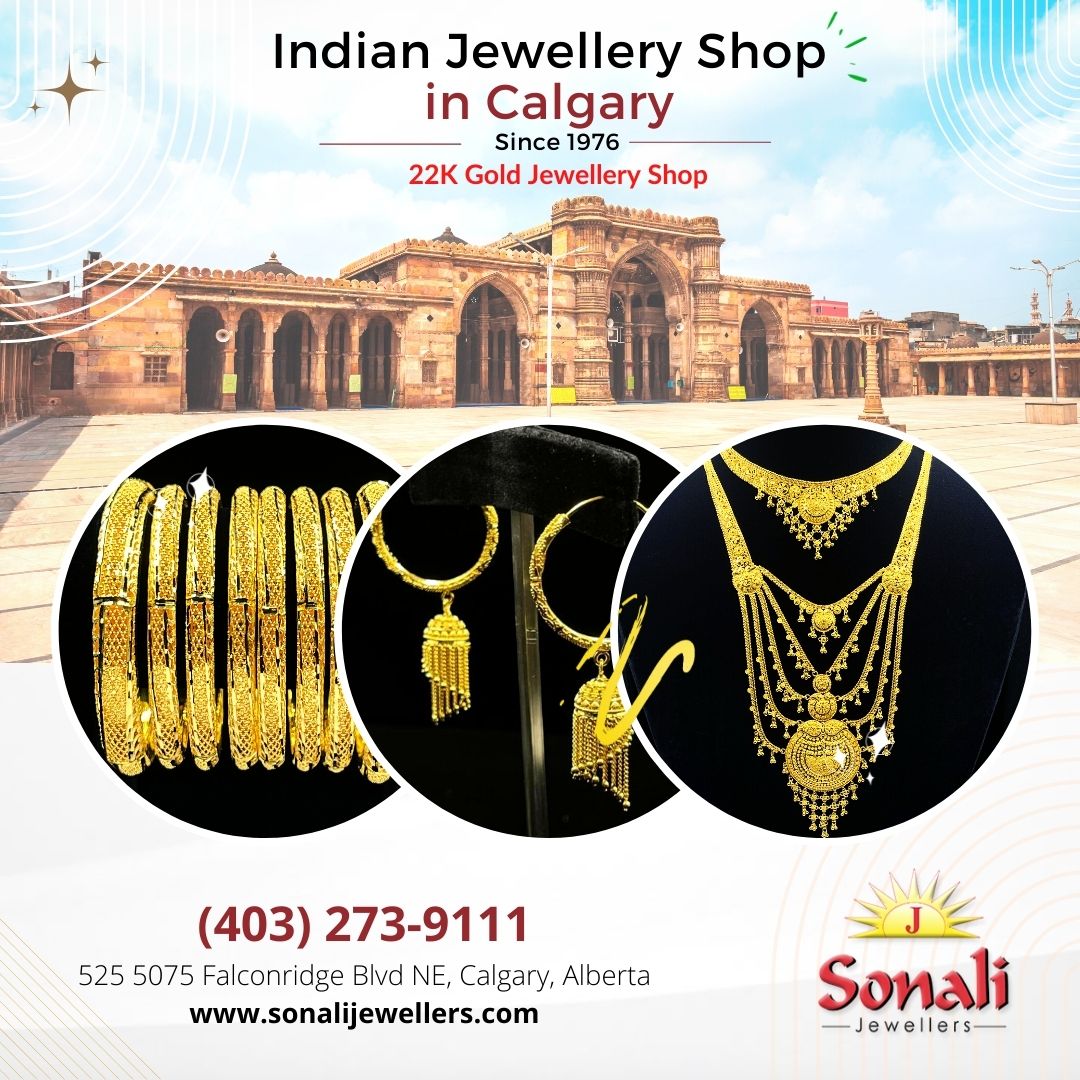 Indian Jewellery Shop
in Calgary
Since 1976
22K Gold Jewellery Shop
(403) 273-9111
525 5075 Falconridge Blvd NE, Calgary, Alberta
www.sonalijewellers.com
J
Sonali
Jewellers